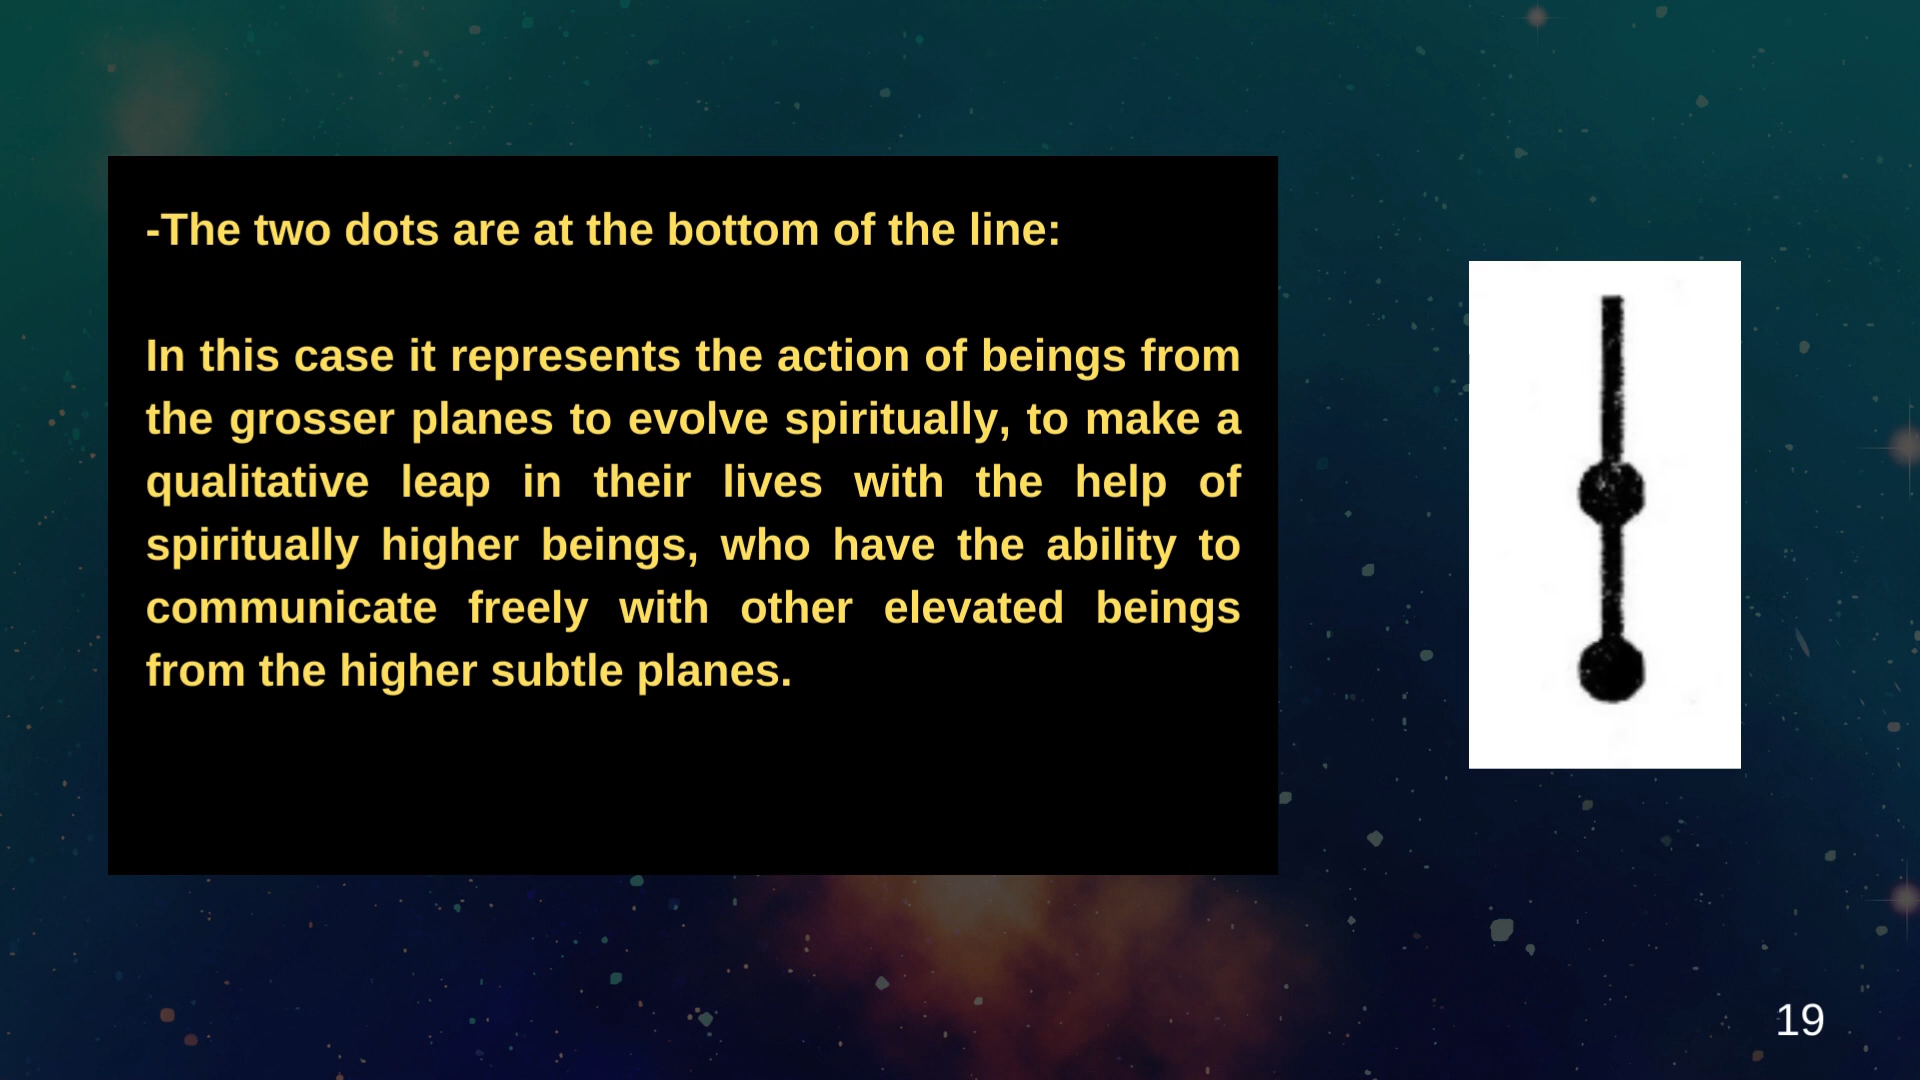 -The two dots are at the bottom of the line:
In this case it represents the action of beings from
the grosser planes to evolve spiritually, to make a
qualitative leap in their lives with the help of
spiritually higher beings, who have the ability to
communicate freely with other elevated beings
from the higher subtle planes.
19